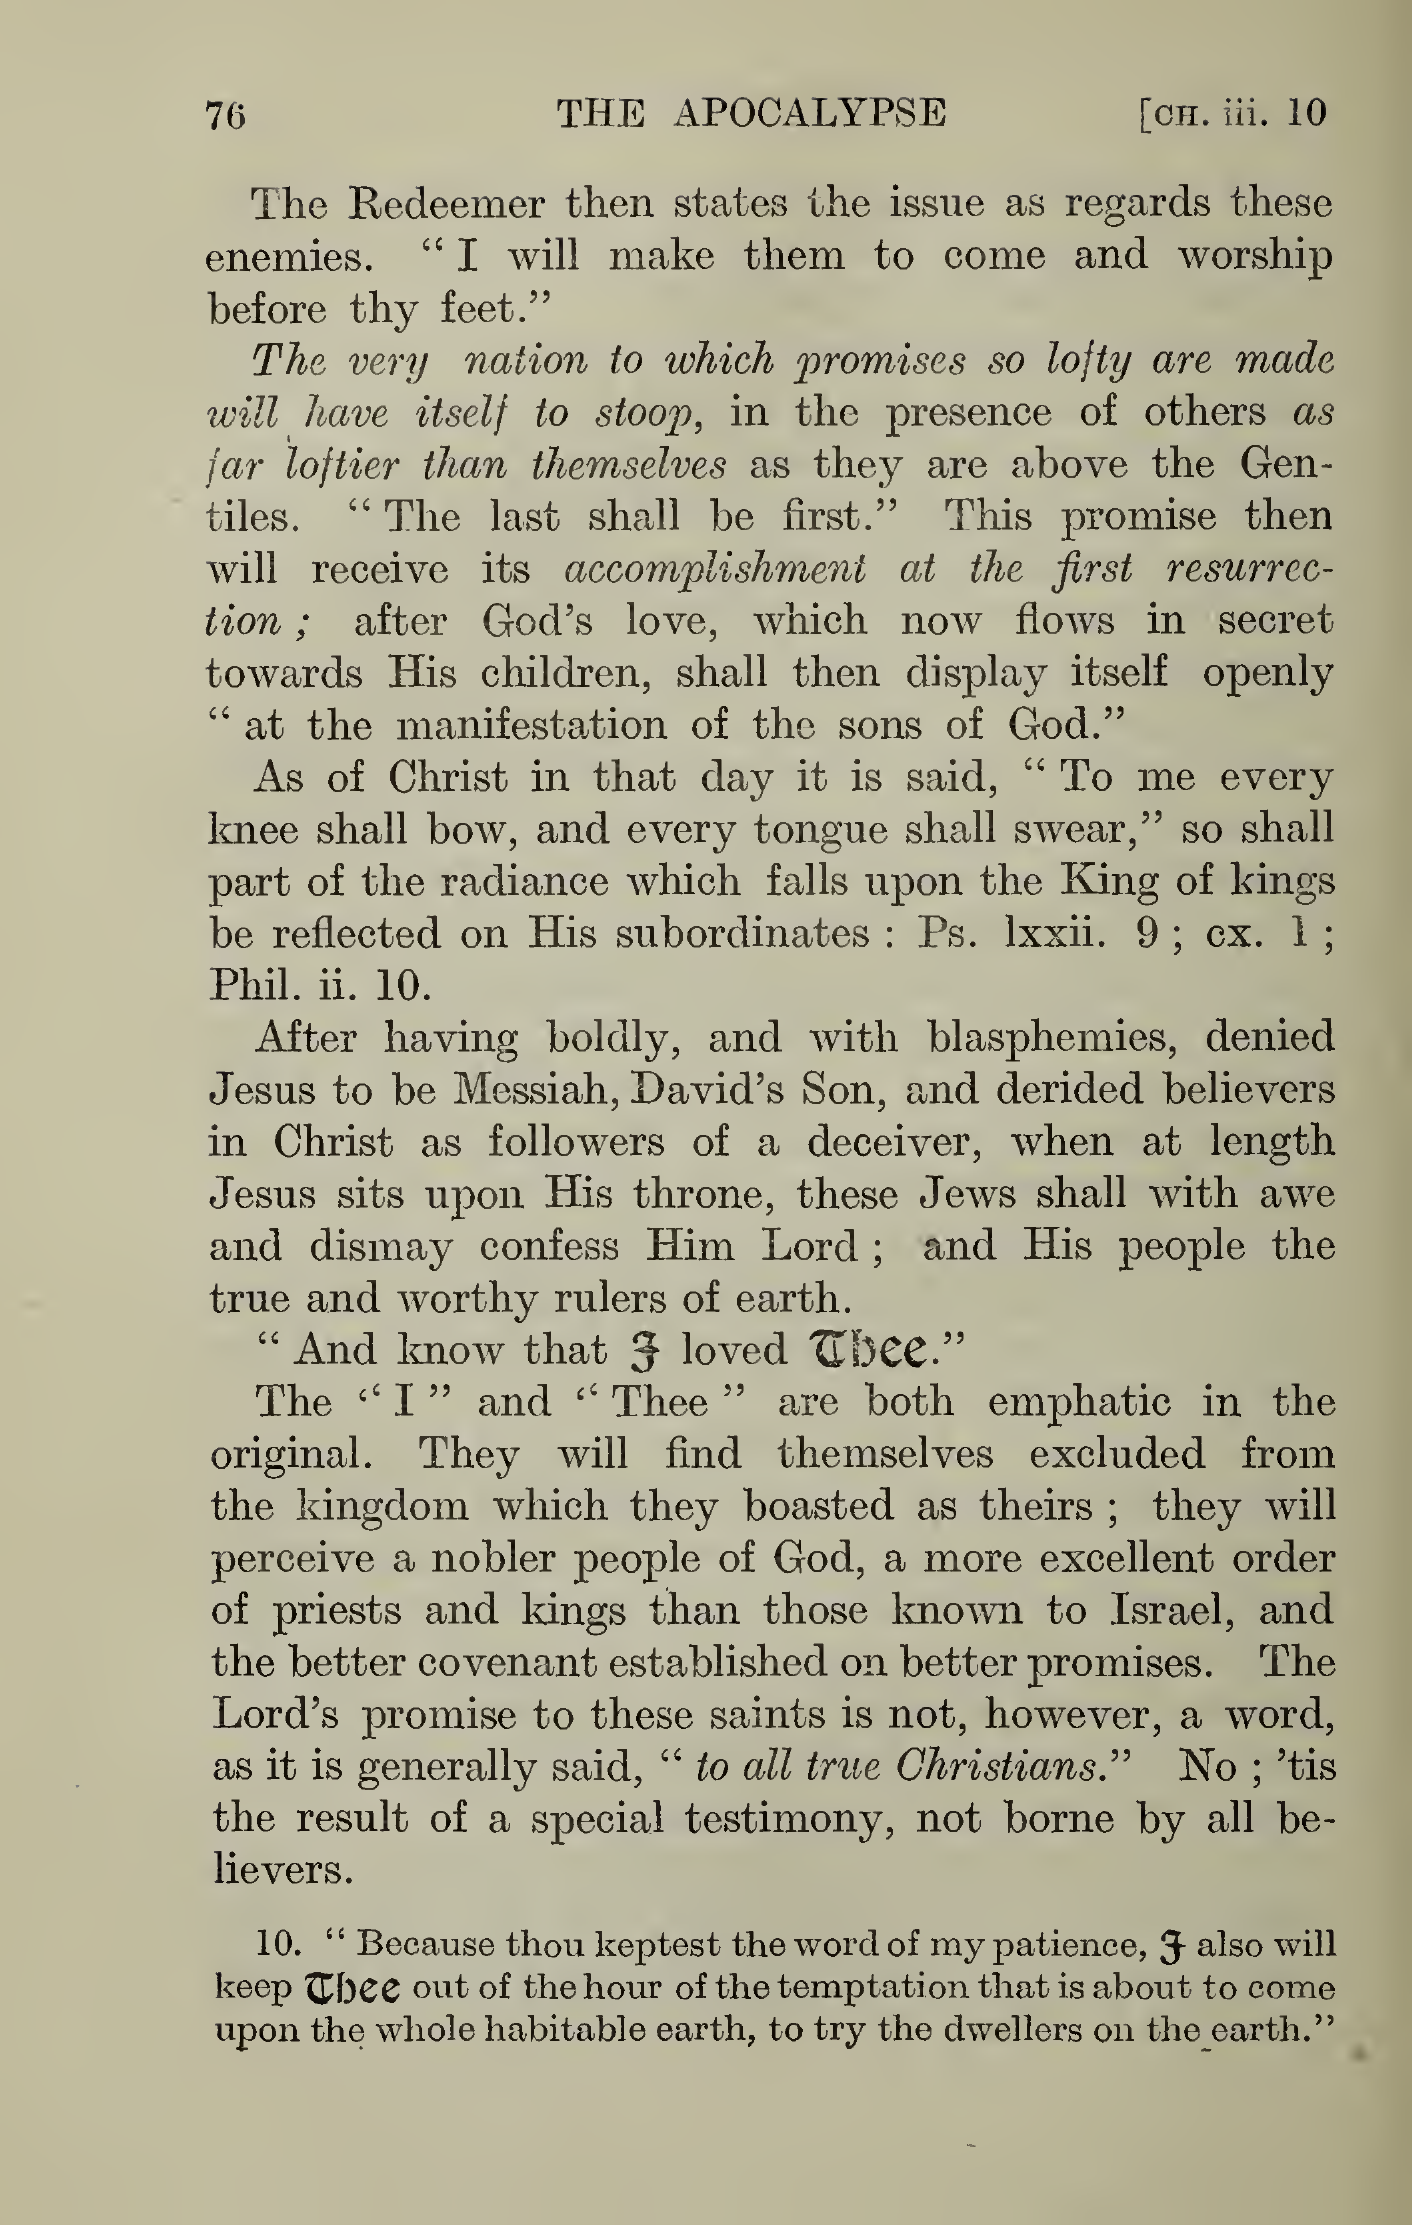 76 THE APOCALYPSE [CH. iii. 10
The Redeemer then states the issue as regards these
enemies. “ I will make them to come and worship
before thy feet.”
The very nation to which promises so lofty are made
will have itself to stoop, in the presence of others as
far loftier than themselves as they are above the Gen-
tiles. “ The last shall be first.” This promise then
will receive its accomplishment at the first resurrec-
tion ; after God’s love, which now flows in secret
towards His children, shall then display itself openly
“ at the manifestation of the sons of God.”
As of Christ in that day it is said, “ To me every
knee shall bow, and every tongue shall swear,” so shall
part of the radiance which falls upon the King of kings
be reflected on His subordinates : Ps. lxxii. 9 ; cx. 1 ;
Phil. ii. 10.
After having boldly, and with blasphemies, denied
Jesus to be Messiah, David’s Son, and derided believers
in Christ as followers of a deceiver, when at length
Jesus sits upon His throne, these Jews shall with awe
and dismay confess Him Lord ; and His people the
true and worthy rulers of earth.
“ And know that I loved Thee.”
The “ I ” and “ Thee ” are both emphatic in the
original. They will find themselves excluded from
the kingdom which they boasted as theirs ; they will
perceive a nobler people of God, a more excellent order
of priests and kings than those known to Israel, and
the better covenant established on better promises. The
Lord’s promise to these saints is not, however, a word,
as it is generally said, “ to all true Christians.” No ; ’tis
the result of a special testimony, not borne by all be-
lievers.
10. “ Because thou keptest the word of my patience, I also will
keep Thee out of the hour of the temptation that is about to come
upon the whole habitable earth, to try the dwellers on the earth.”